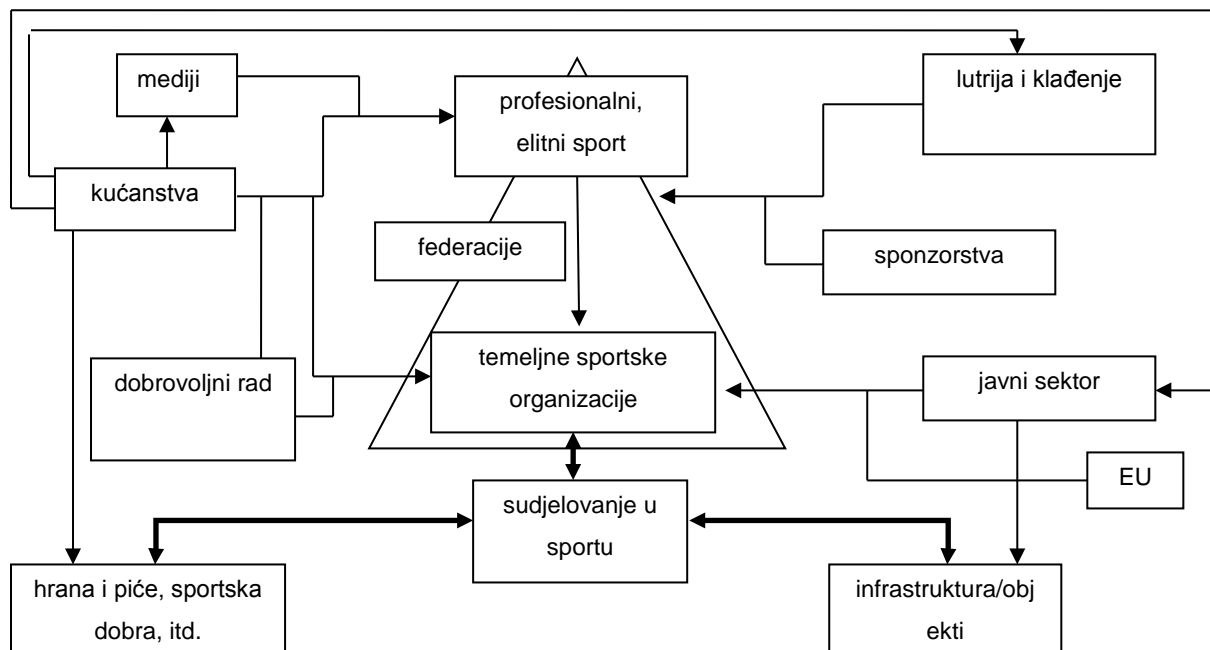 mediji
profesionalni,
elitni sport
lutrija i klađenje
kućanstva
federacije
sponzorstva
dobrovoljni rad
temeljne sportske
organizacije
javni sektor
EU
sudjelovanje u
sportu
hrana i piće, sportska
dobra, itd.
infrastruktura/obj
ekti